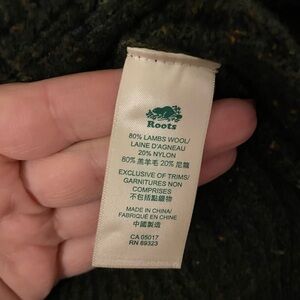 Roots
80% LAMBS WOOL/
LAINE D'AGNEAU
20% NYLON
80% 羔羊毛 20% 尼龍
EXCLUSIVE OF TRIMS/
GARNITURES NON
COMPRISES
不包括點綴物
MADE IN CHINA/
FABRIQUÉ EN CHINE
中國製造
CA 05017
RN 69323